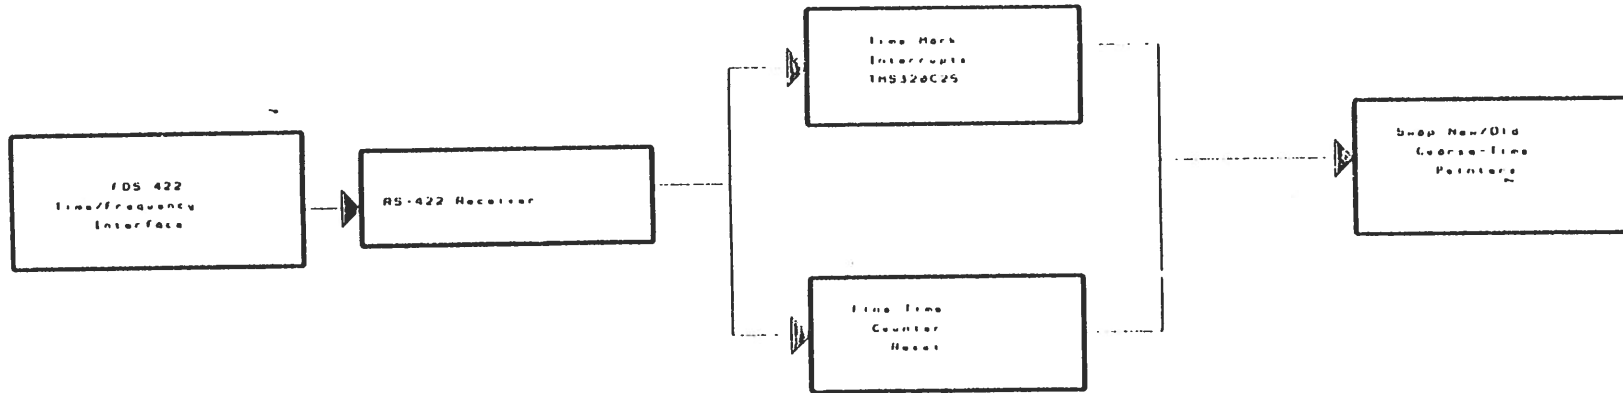 FDS 422
Time/Frequency
Interface
RS-422 Receiver
Time Mark
Interrupts
TMS320C25
Fine Time
Counter
Reset
Swap New/Old
Coarse-Time
Pointers